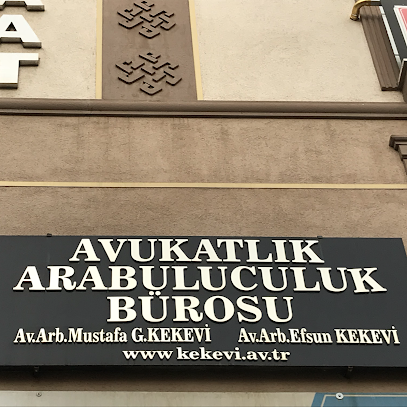 A
A
T
AVUKATLIK
ARABULUCULUK
BÜROSU
Av.Arb.Mustafa G.KEKEVİ Av.Arb.Efsun KEKEVİ
www.kekevi.av.tr